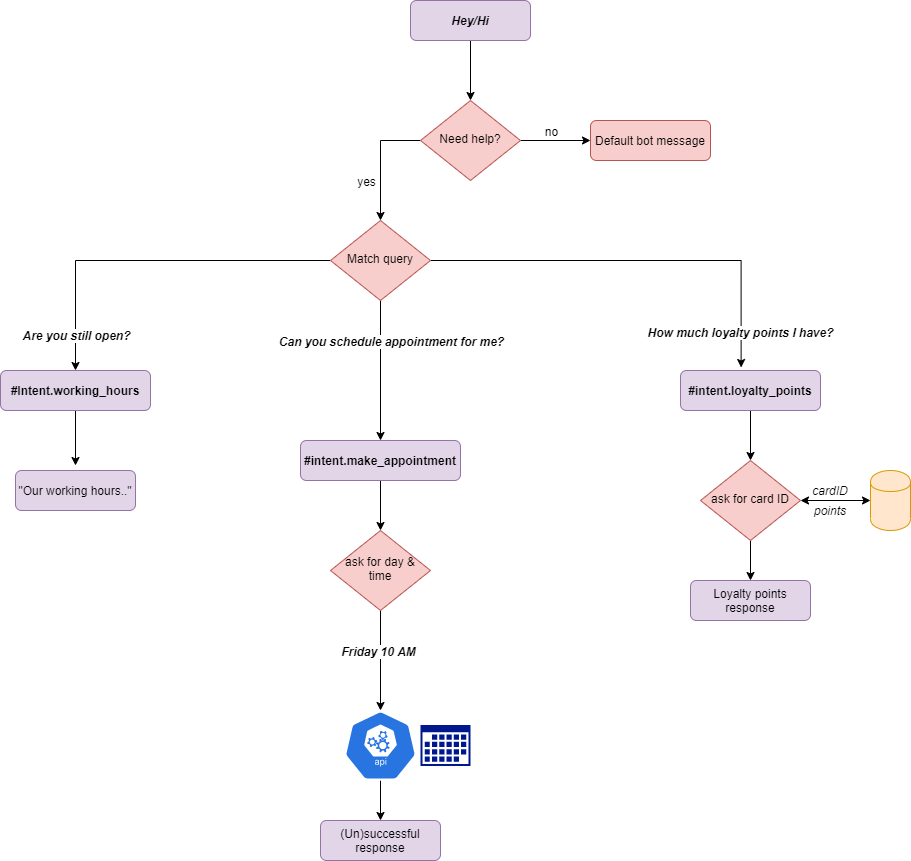 Hey/Hi
Need help?
no
Default bot message
yes
Match query
Are you still open?
Can you schedule appointment for me?
How much loyalty points I have?
#Intent.working_hours
#intent.make_appointment
#intent.loyalty_points
"Our working hours.."
ask for card ID
cardID
points
ask for day &
time
Loyalty points
response
Friday 10 AM
api
(Un)successful
response